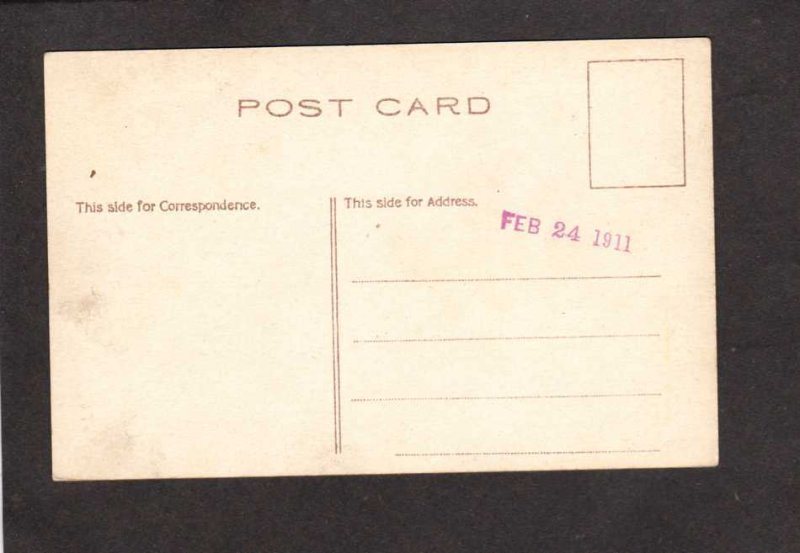 POST CARD
This side for Correspondence.
This side for Address.
FEB 24 1911